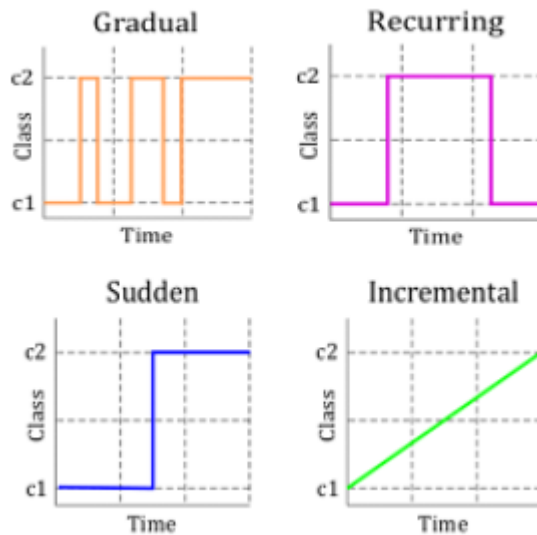 Gradual
c2
Class
c1
Time
Recurring
c2
Class
c1
Time
Sudden
c2
Class
c1
Time
Incremental
c2
Class
c1
Time